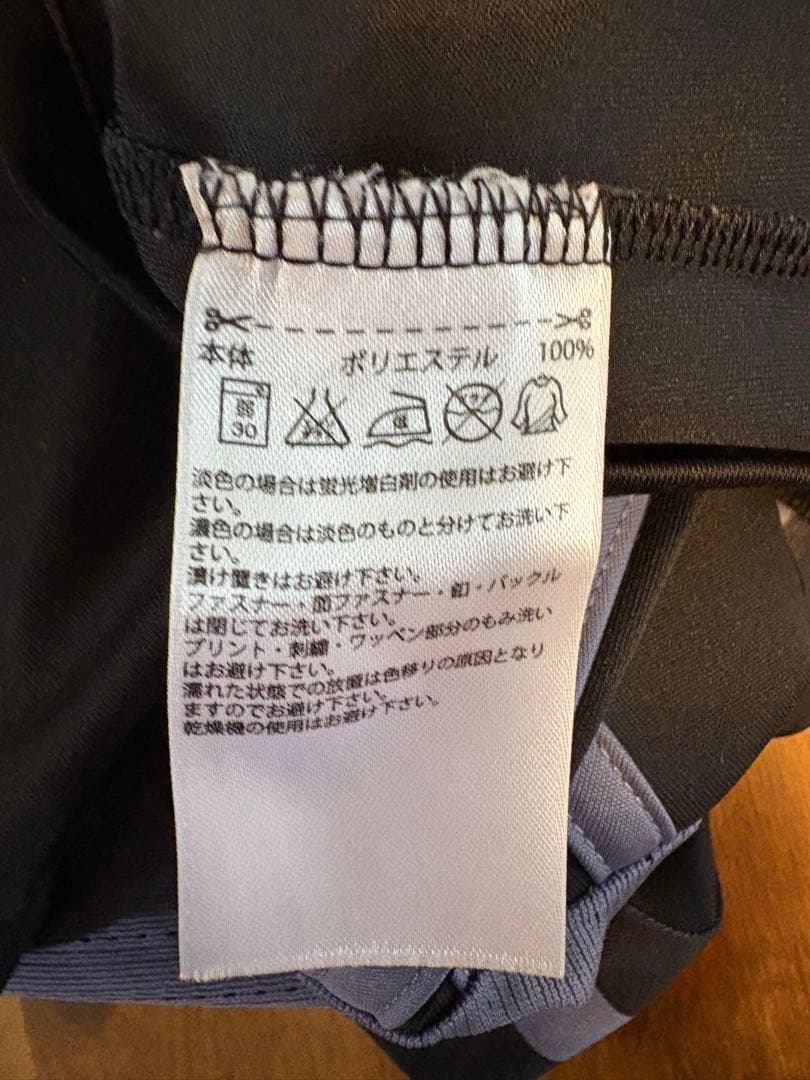 本体 ポリエステル 100%
弱
30
低
淡色の場合は蛍光増白剤の使用はお避け下
さい。
濃色の場合は淡色のものと分けてお洗い下
さい。
漬け置きはお避け下さい。
ファスナー・面ファスナー・釦・バックル
は閉じてお洗い下さい。
プリント・刺繍・ワッペン部分のもみ洗い
はお避け下さい。
濡れた状態での放置は色移りの原因となり
ますのでお避け下さい。
乾燥機の使用はお避け下さい。